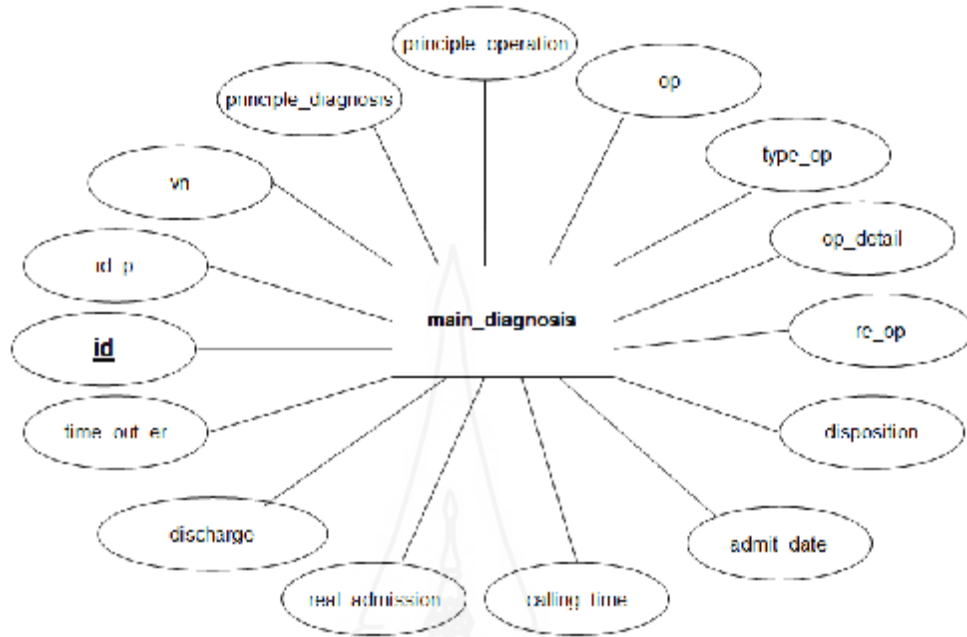 principle_operation
op
principle_diagnosis
type_op
vn
op_detail
id_p
main_diagnosis
re_op
id
time_out_er
disposition
discharge
admit_date
real_admission
calling_time